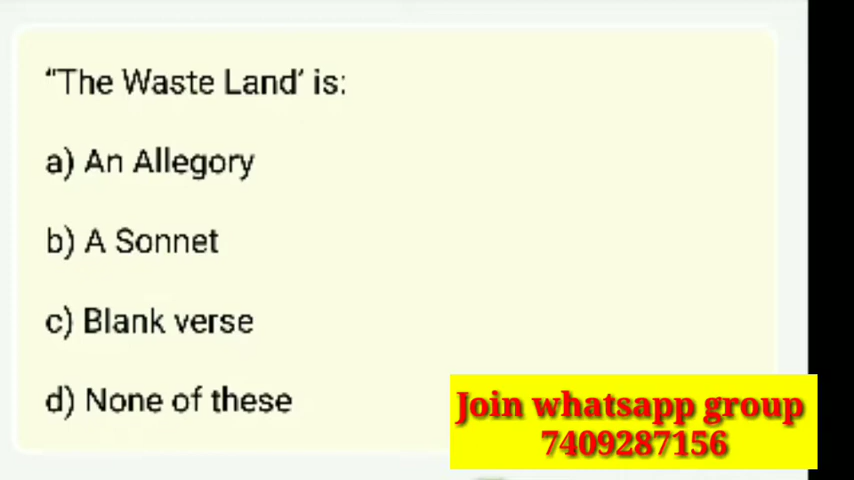 “The Waste Land’ is:
a) An Allegory
b) A Sonnet
c) Blank verse
d) None of these
Join whatsapp group
7409287156